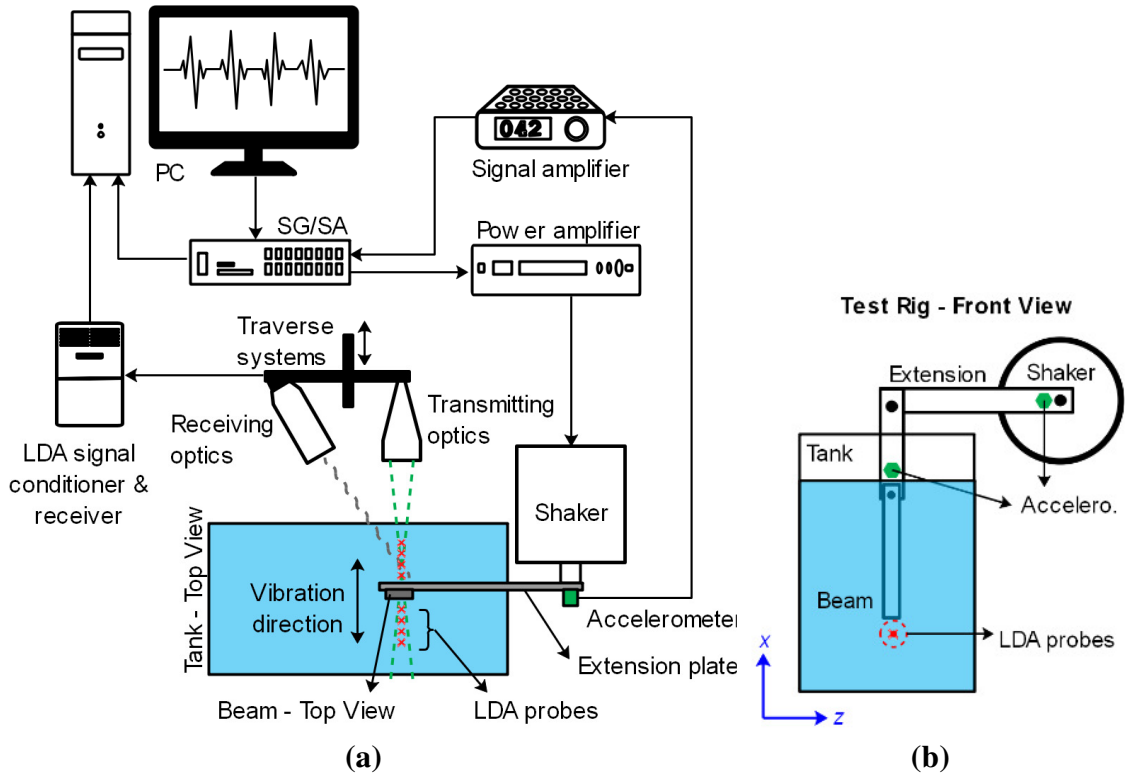 042
PC
Signal amplifier
SG/SA
Power amplifier
Traverse
systems
Receiving
optics
Transmitting
optics
LDA signal
conditioner &
receiver
Shaker
Tank - Top View
Vibration
direction
Accelerometer
Extension plate
Beam - Top View
LDA probes
(a)
Test Rig - Front View
Extension
Shaker
Tank
Accelero.
Beam
LDA probes
x
z
(b)